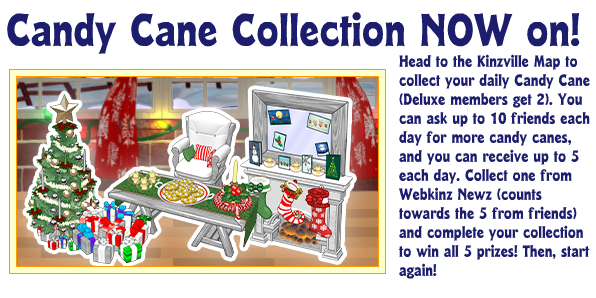 Candy Cane Collection NOW on!
Head to the Kinzville Map to
collect your daily Candy Cane
(Deluxe members get 2). You
can ask up to 10 friends each
day for more candy canes,
and you can receive up to 5
each day. Collect one from
Webkinz Newz (counts
towards the 5 from friends)
and complete your collection
to win all 5 prizes! Then, start
again!